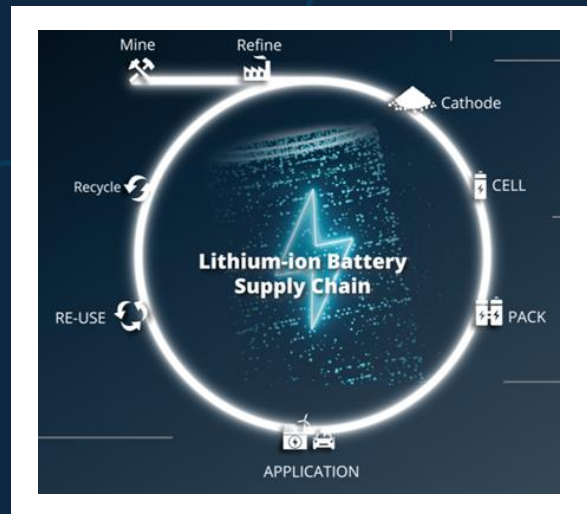 Mine
Refine
Cathode
Recycle
CELL
Lithium-ion Battery
Supply Chain
RE-USE
PACK
APPLICATION